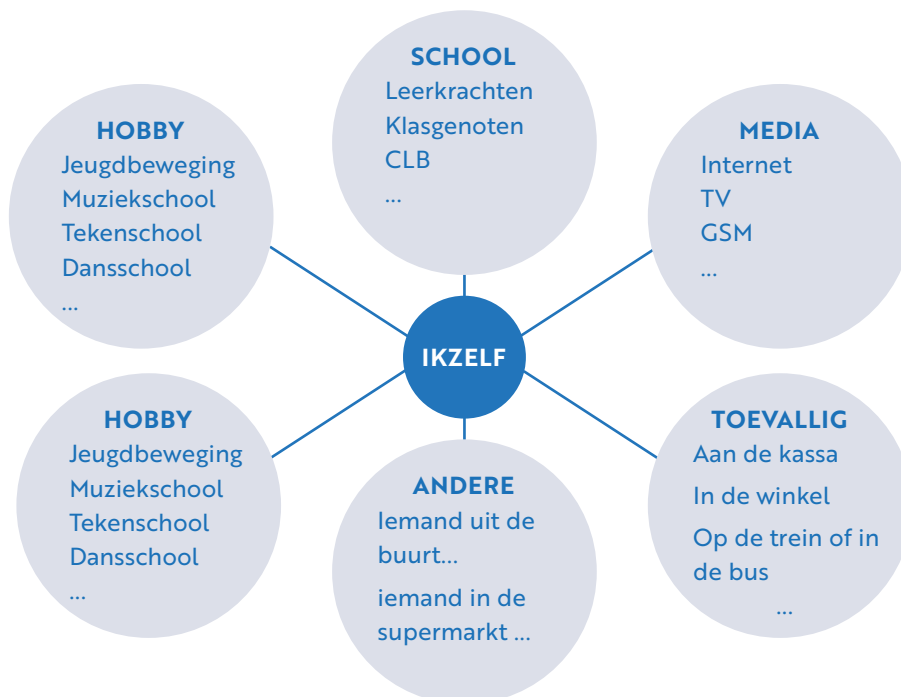 SCHOOL
Leerkrachten
Klasgenoten
CLB
...
HOBBY
Jeugdbeweging
Muziekschool
Tekenschool
Dansschool
...
MEDIA
Internet
TV
GSM
...
IKZELF
HOBBY
Jeugdbeweging
Muziekschool
Tekenschool
Dansschool
...
ANDERE
Iemand uit de
buurt...
iemand in de
supermarkt ...
TOEVALLIG
Aan de kassa
In de winkel
Op de trein of in
de bus
...